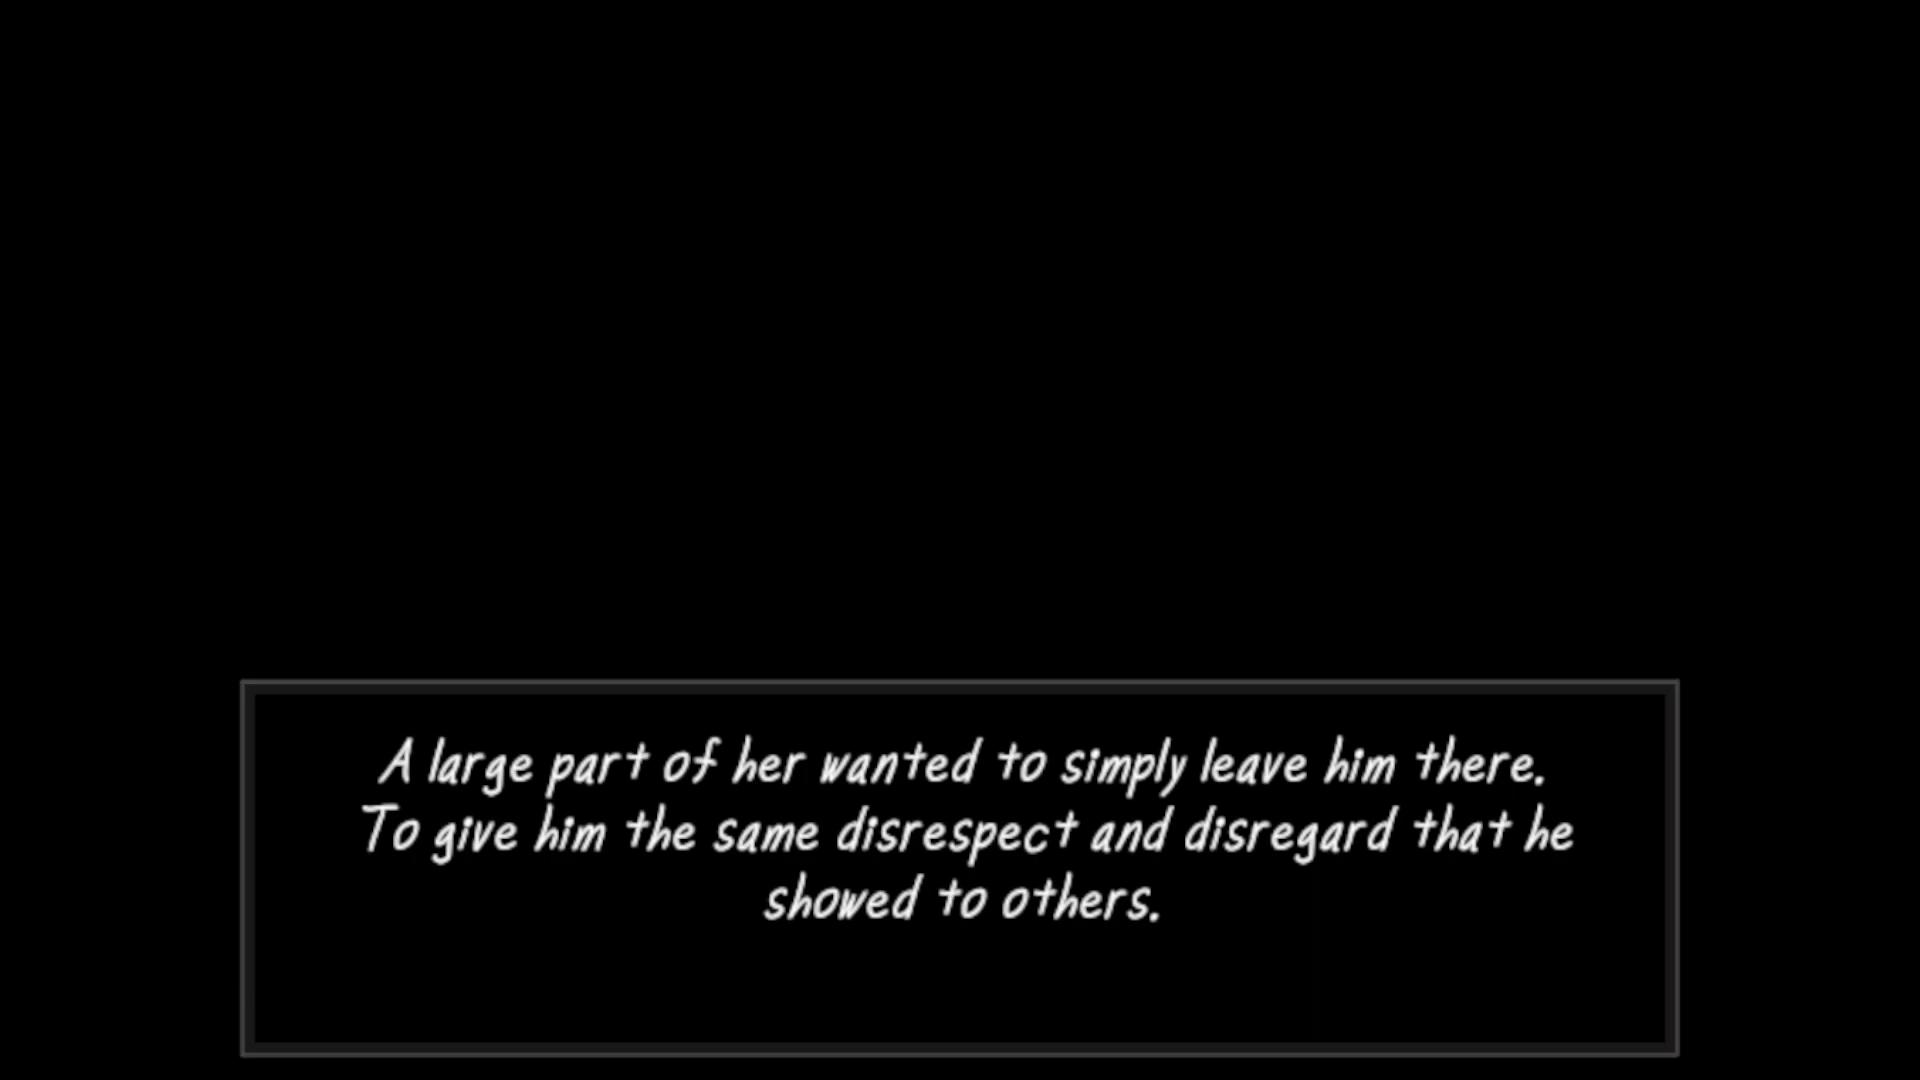 A large part of her wanted to simply leave him there.
To give him the same disrespect and disregard that he
showed to others.